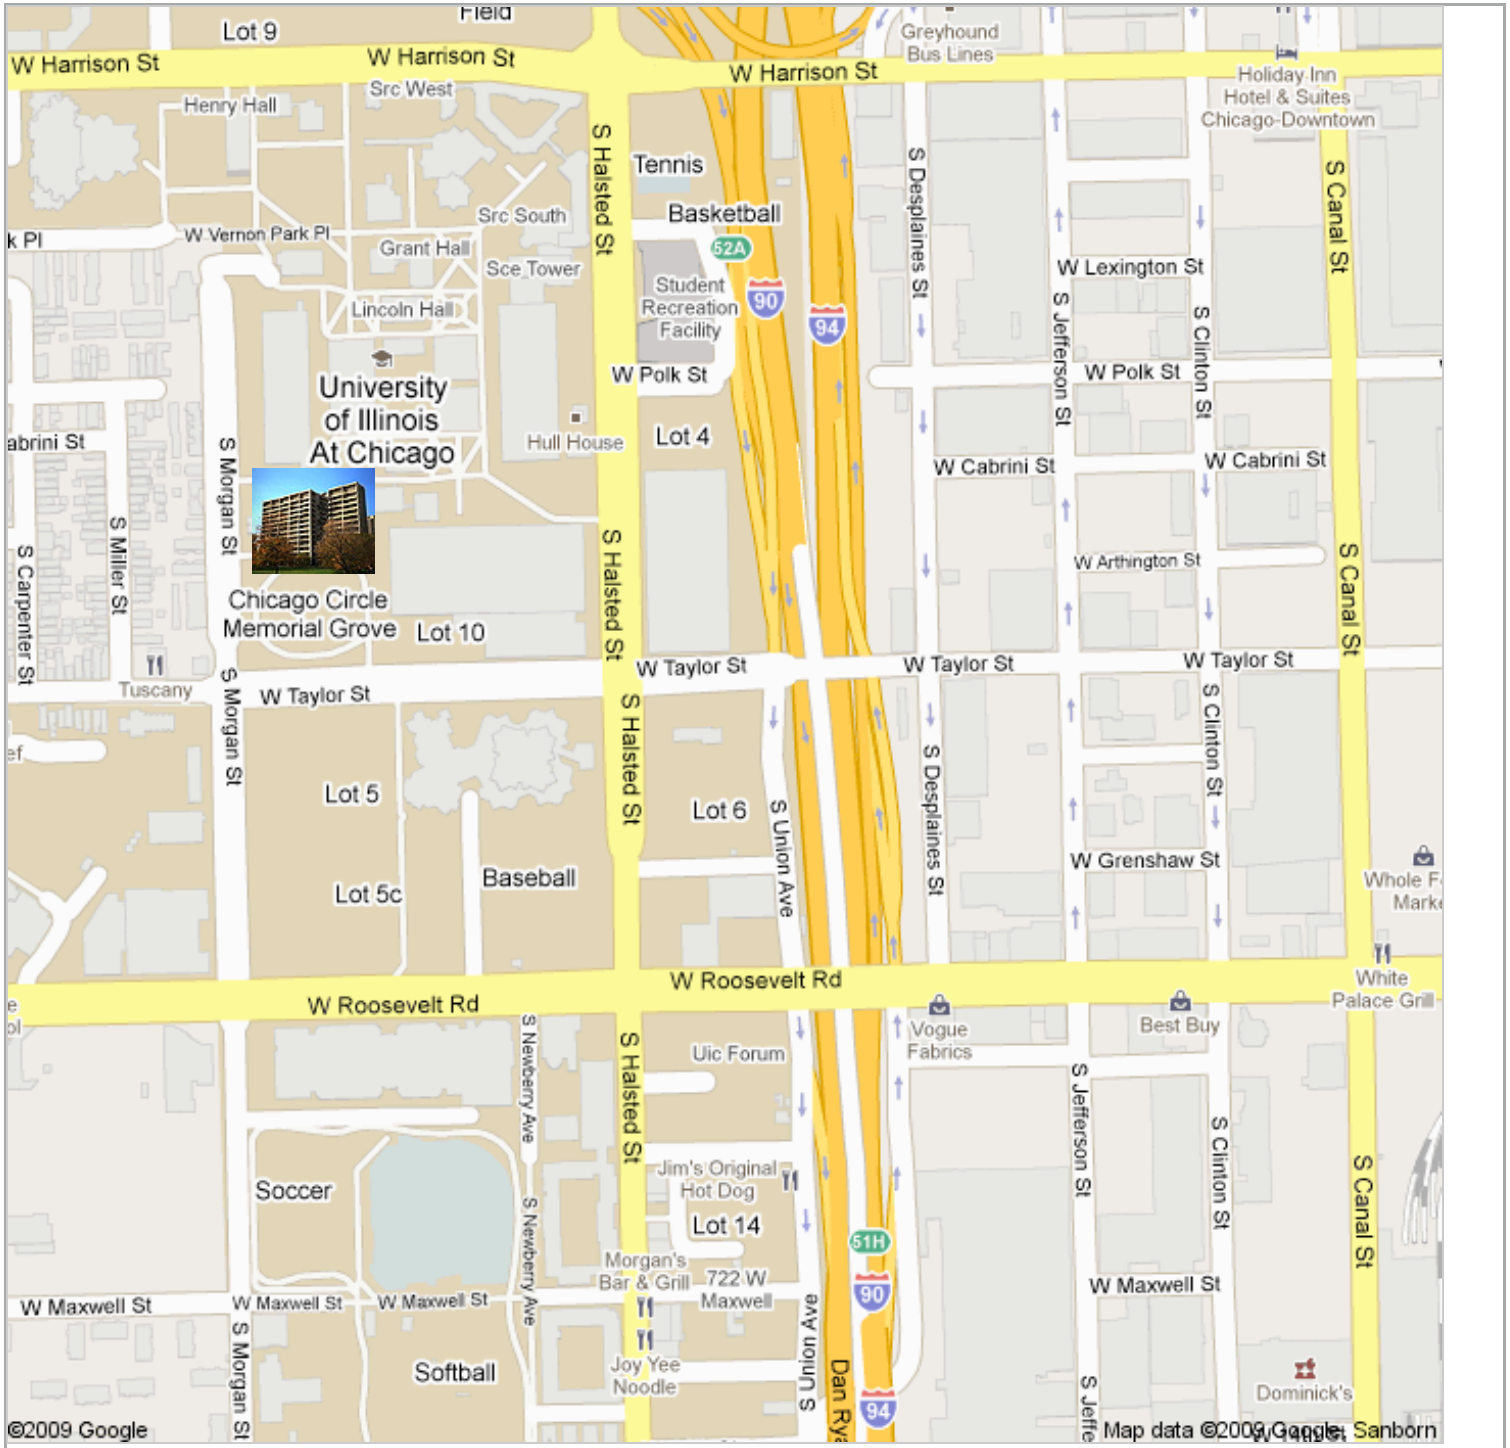 Field
Lot 9
Greyhound
Bus Lines
W Harrison St
W Harrison St
W Harrison St
Holiday Inn
Hotel & Suites
Chicago-Downtown
Src West
Henry Hall
S Halsted St
Tennis
S Desplaines St
S Canal St
Basketball
Src South
k Pl
W Vernon Park Pl
Grant Hall
52A
Sce Tower
W Lexington St
Student
Recreation
Facility
90
94
Lincoln Hall
S Jefferson St
S Clinton St
W Polk St
W Polk St
University
of Illinois
At Chicago
Hull House
Lot 4
abrini St
W Cabrini St
W Cabrini St
S Morgan St
S Miller St
S Carpenter St
S Halsted St
S Canal St
W Arthington St
Chicago Circle
Memorial Grove
Lot 10
W Taylor St
W Taylor St
W Taylor St
Tuscany
W Taylor St
S Morgan St
S Halsted St
S Clinton St
ef
Lot 5
Lot 6
S Union Ave
S Desplaines St
W Grenshaw St
Baseball
Lot 5c
Whole F
Marke
W Roosevelt Rd
W Roosevelt Rd
White
Palace Grill
e
ol
Vogue
Fabrics
Best Buy
S Newberry Ave
S Halsted St
Uic Forum
S Jefferson St
S Clinton St
S Canal St
Jim's Original
Hot Dog
Soccer
Lot 14
S Newberry Ave
51H
Morgan's
Bar & Grill
722 W
Maxwell
90
W Maxwell St
W Maxwell St
W Maxwell St
W Maxwell St
S Union Ave
S Morgan St
Softball
Joy Yee
Noodle
Dan Rya
94
S Jeffe
Dominick's
©2009 Google
Map data ©2009 Google, Sanborn